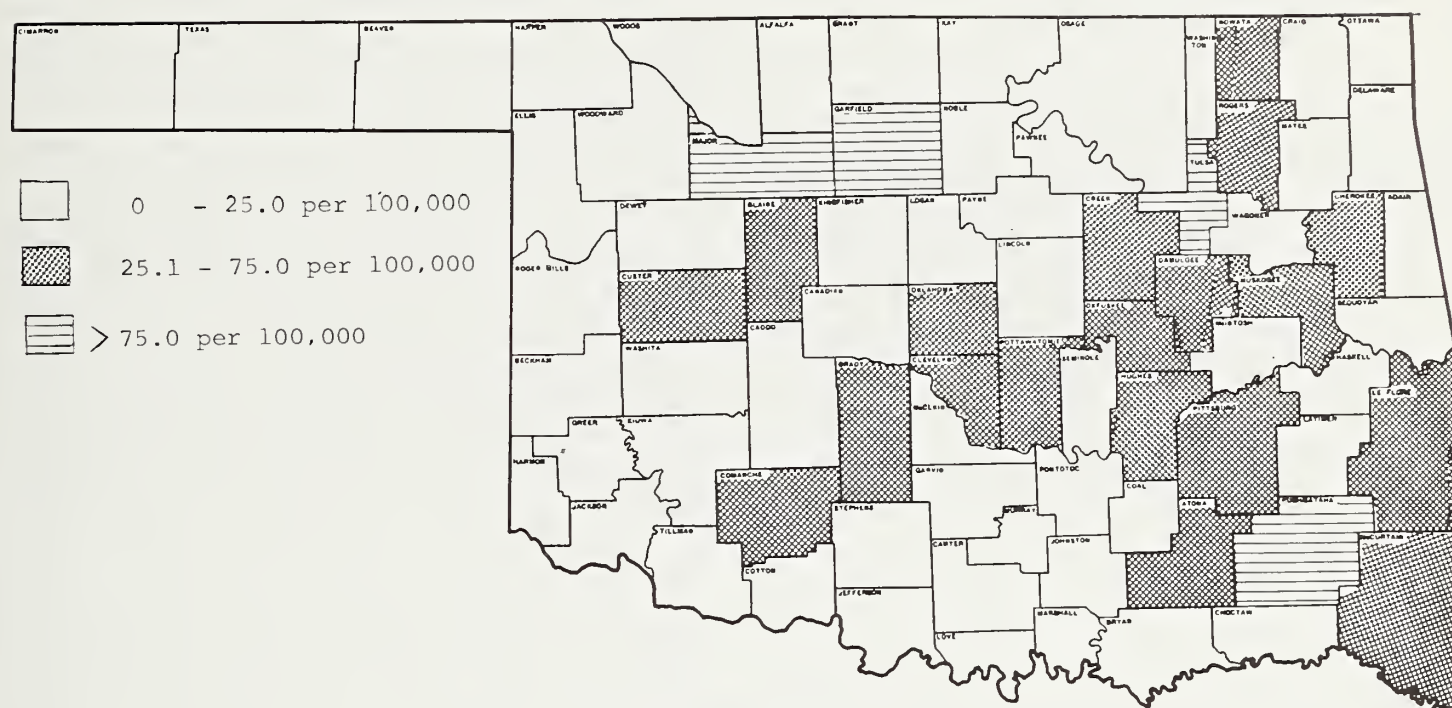 CIMARRON TEXAS BEAVER HARPER WOODS ALFALFA GRANT KAY OSAGE WASHING NOWATA CRAIG OTTAWA
TON
ELLIS WOODWARD MAJOR GARFIELD NOBLE PAWNEE TULSA ROGERS MAYES DELAWARE
0 - 25.0 per 100,000
25.1 - 75.0 per 100,000
> 75.0 per 100,000
DEWEY BLAINE KINGFISHER LOGAN PAYNE CREEK WAGONER CHEROKEE ADAIR
ROGER MILLS CUSTER CANADIAN OKLAHOMA LINCOLN OKMULGEE MUSKOGEE SEQUOYAH
BECKHAM WASHITA CADDO GRADY CLEVELAND POTTAWATOMIE SEMINOLE OKFUSKEE McINTOSH HASKELL
GREER KIOWA McCLAIN HUGHES PITTSBURG LATIMER LE FLORE
HARMON JACKSON COMANCHE GARVIN PONTOTOC COAL ATOKA PUSHMATAHA
TILLMAN COTTON STEPHENS MURRAY CARTER JOHNSTON McCURTAIN
JEFFERSON LOVE MARSHALL BRYAN CHOCTAW